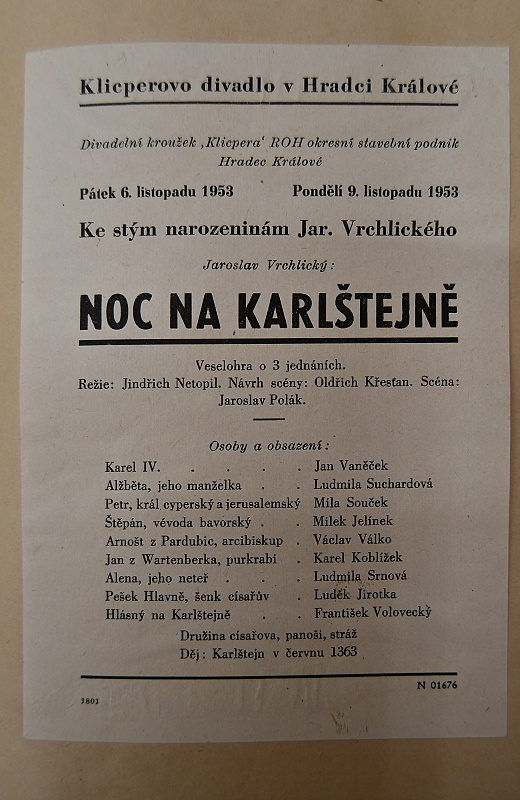 Klicperovo divadlo v Hradci Králové
Divadelní kroužek ‚Klicpera‘ ROH okresní stavební podnik
Hradec Králové
Pátek 6. listopadu 1953 Pondělí 9. listopadu 1953
Ke stým narozeninám Jar. Vrchlického
Jaroslav Vrchlický:
NOC NA KARLŠTEJNĚ
Veselohra o 3 jednáních.
Režie: Jindřich Netopil. Návrh scény: Oldřich Křesťan. Scéna:
Jaroslav Polák.
Osoby a obsazení:
Karel IV. . . . . Jan Vaněček
Alžběta, jeho manželka . . Ludmila Suchardová
Petr, král cyperský a jerusalemský Míla Souček
Štěpán, vévoda bavorský . . Milek Jelínek
Arnošt z Pardubic, arcibiskup . Václav Válko
Jan z Wartenberka, purkrabí . Karel Koblížek
Alena, jeho neteř . . . Ludmila Srnová
Pešek Hlavně, šenk císařův . Luděk Jirotka
Hlásný na Karlštejně . . František Volovecký
Družina císařova, panoši, stráž
Děj: Karlštejn v červnu 1363
N 01676
1801